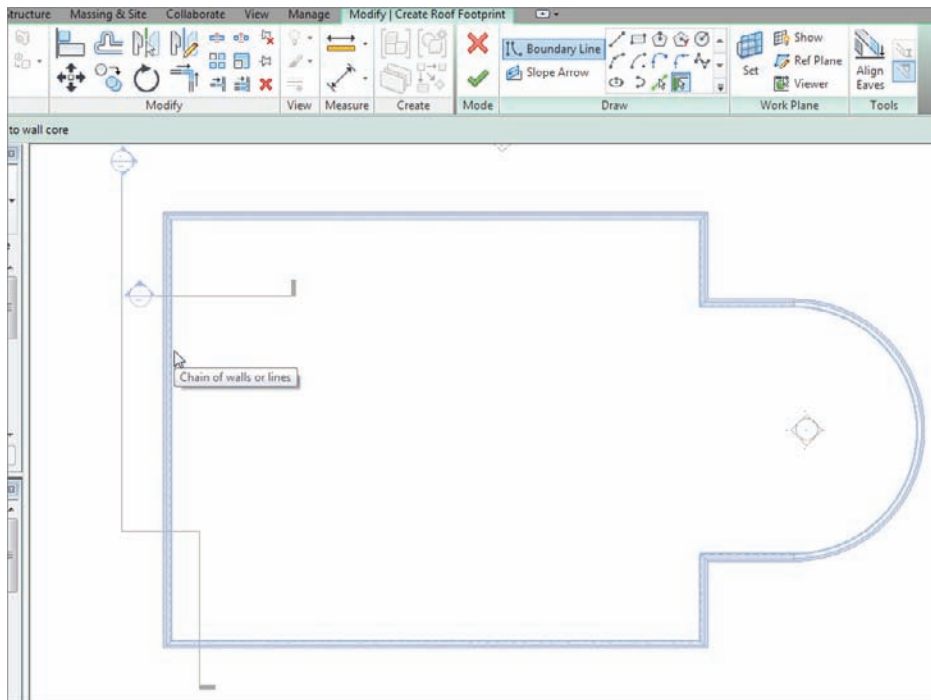 Structure Massing & Site Collaborate View Manage Modify | Create Roof Footprint
Boundary Line
Slope Arrow
Set
Show
Ref Plane
Viewer
Align
Eaves
Modify View Measure Create Mode Draw Work Plane Tools
to wall core
Chain of walls or lines